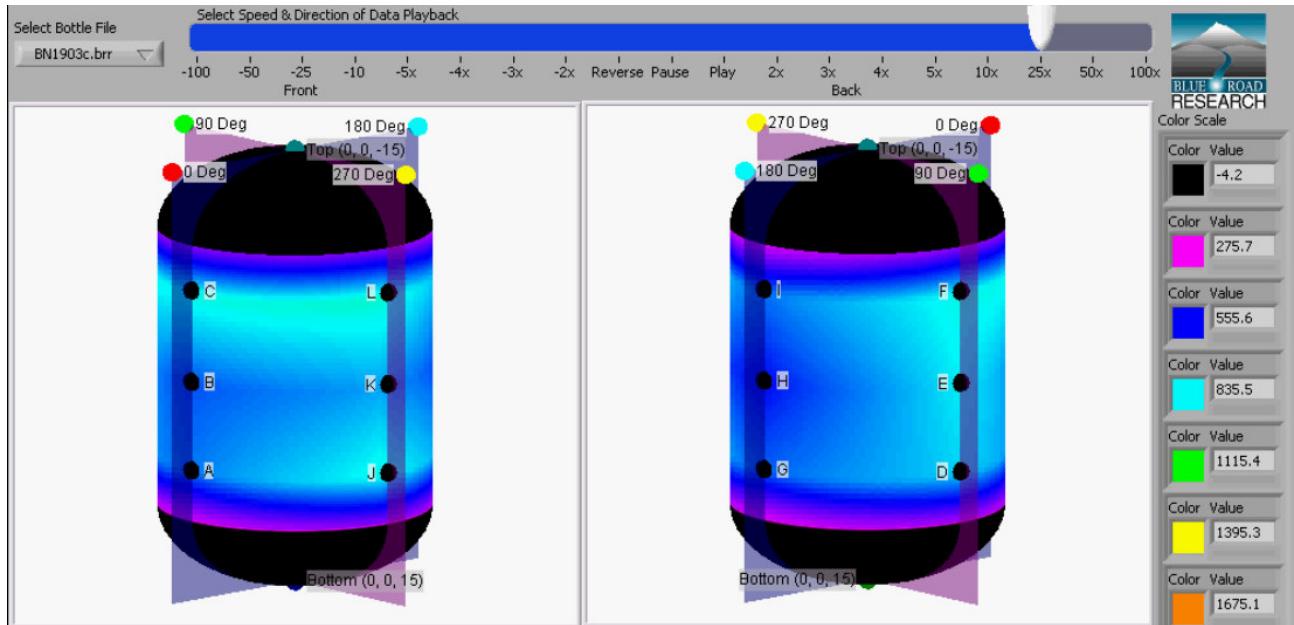 Select Speed & Direction of Data Playback
Select Bottle File
BN1903c.brr
-100 -50 -25 -10 -5x -4x -3x -2x Reverse Pause Play 2x 3x 4x 5x 10x 25x 50x 100x
Front
Back
BLUE ROAD
RESEARCH
90 Deg
180 Deg
Top (0, 0, -15)
0 Deg
270 Deg
C
L
B
K
A
J
Bottom (0, 0, 15)
270 Deg
0 Deg
Top (0, 0, -15)
180 Deg
90 Deg
I
F
H
E
G
D
Bottom (0, 0, 15)
Color Scale
Color Value
-4.2
Color Value
275.7
Color Value
555.6
Color Value
835.5
Color Value
1115.4
Color Value
1395.3
Color Value
1675.1